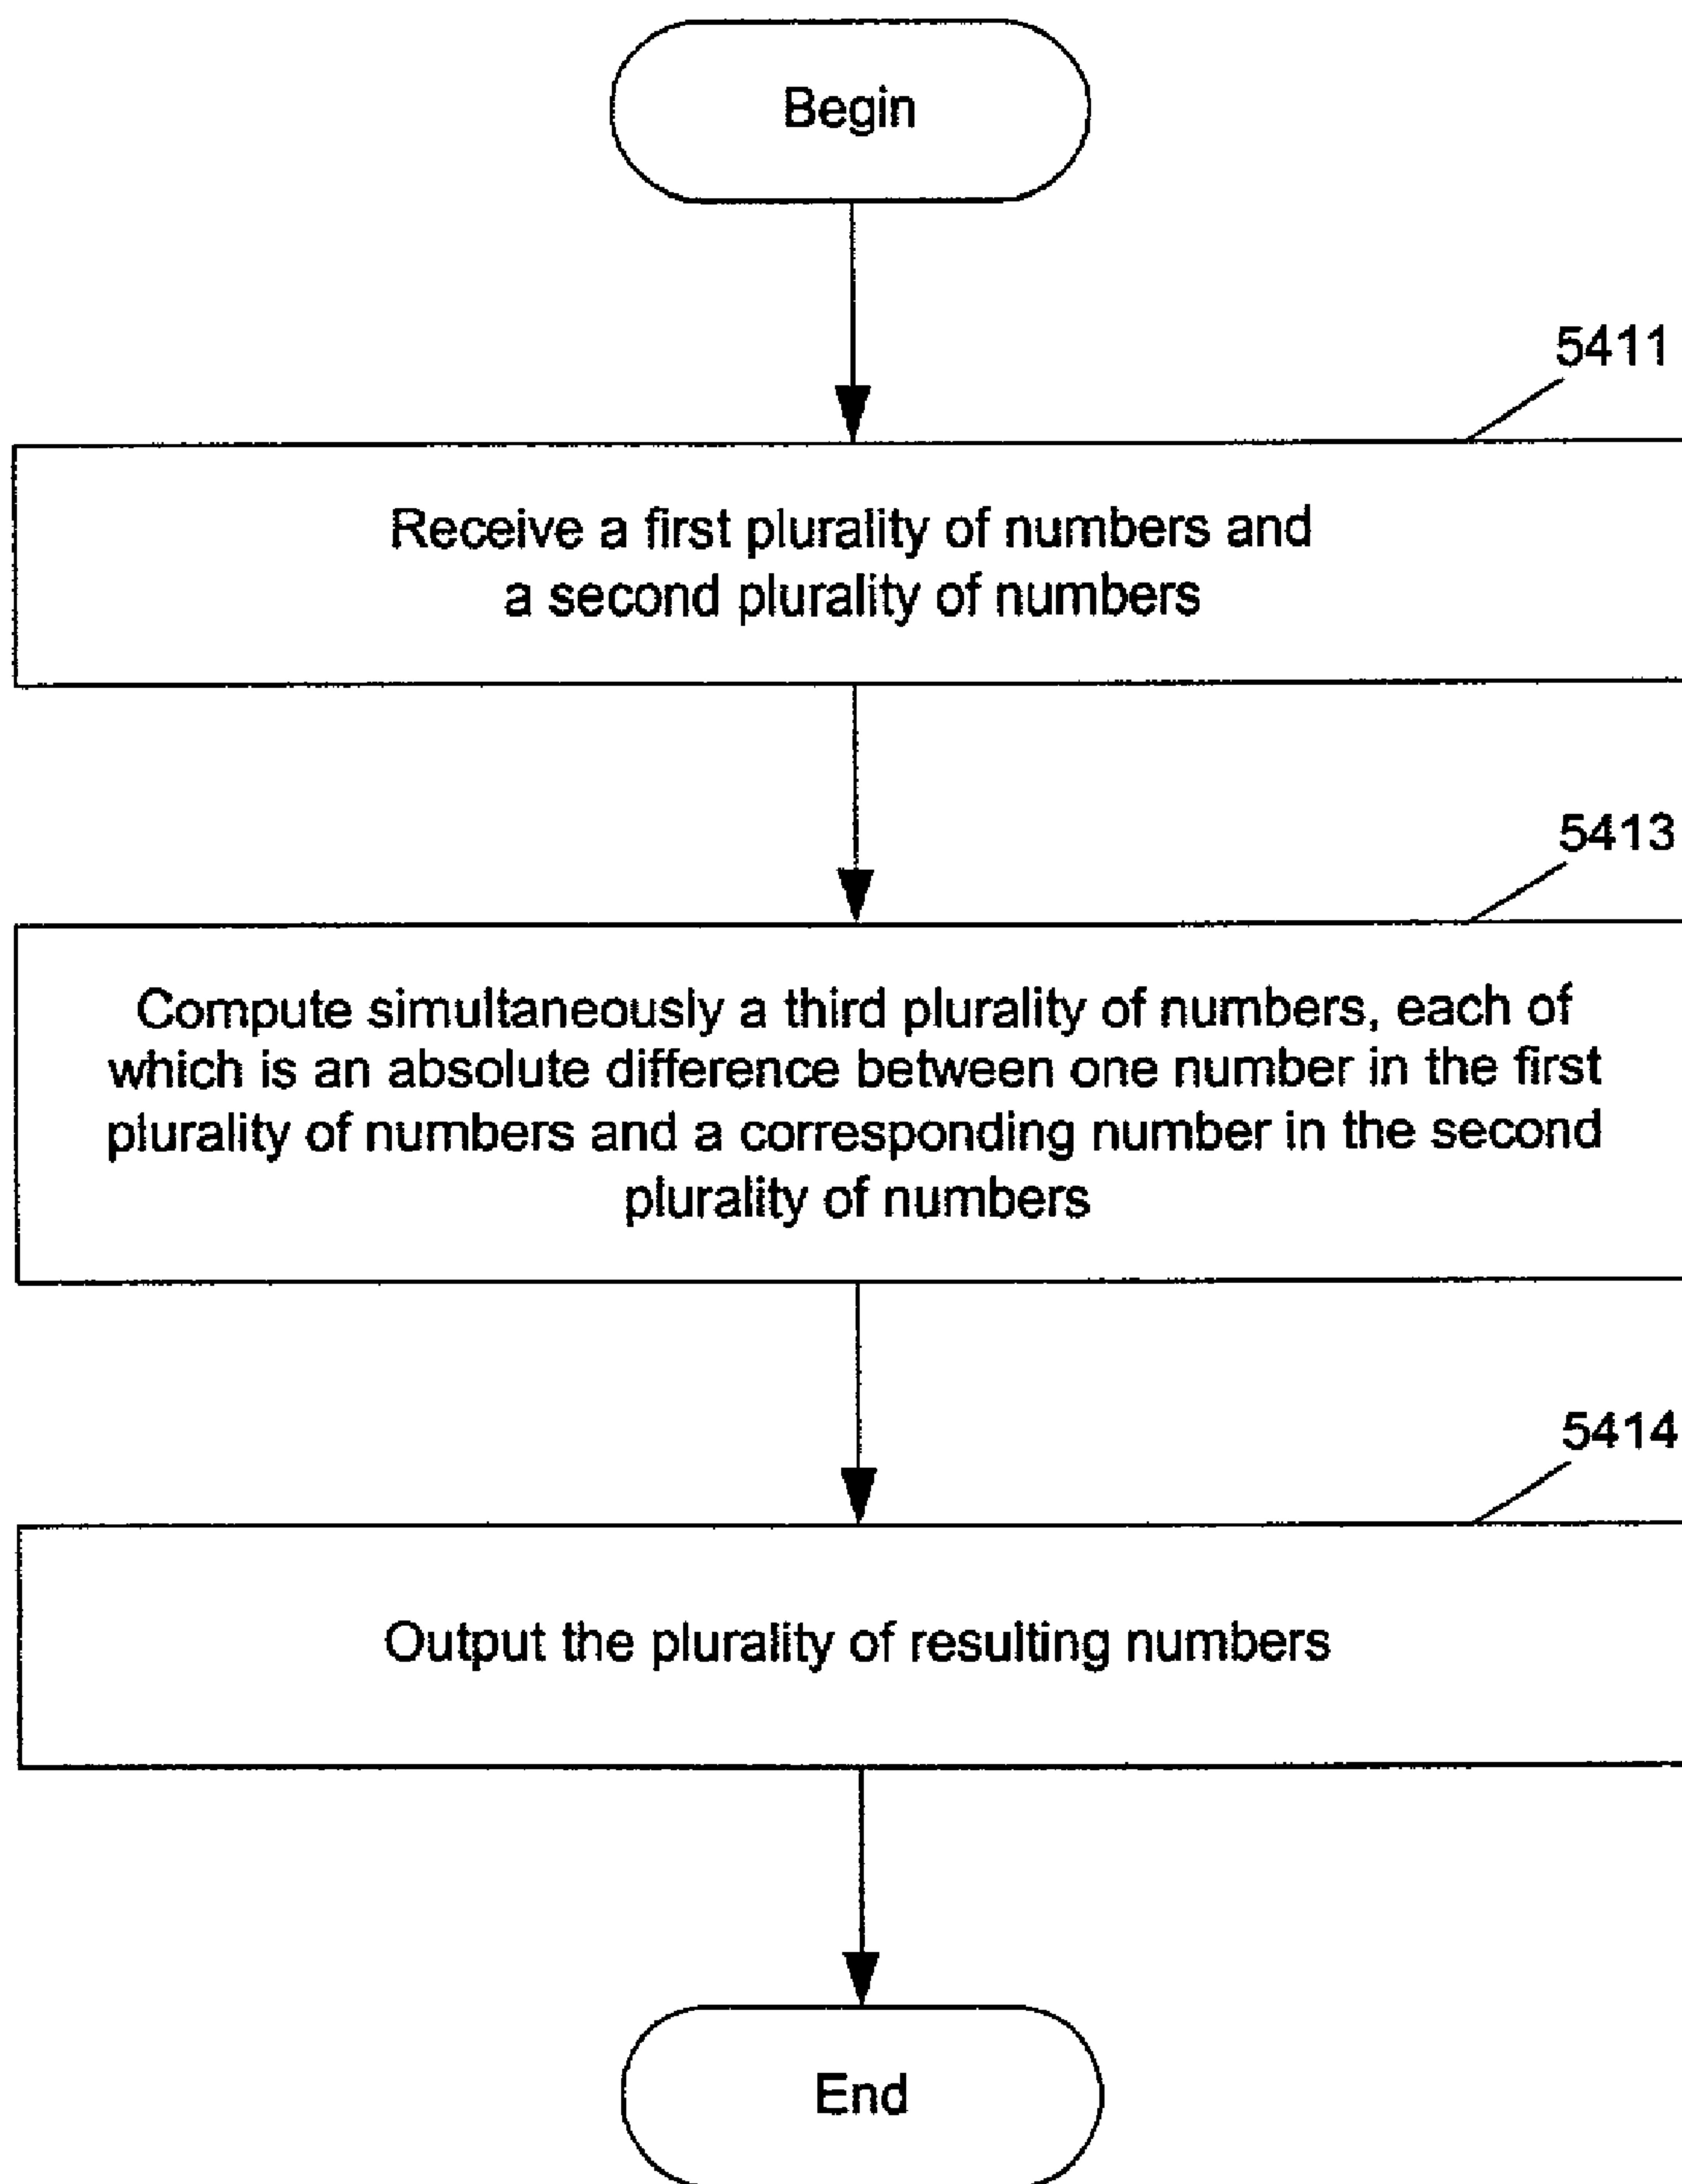 Begin
5411
Receive a first plurality of numbers and
a second plurality of numbers
5413
Compute simultaneously a third plurality of numbers, each of
which is an absolute difference between one number in the first
plurality of numbers and a corresponding number in the second
plurality of numbers
5414
Output the plurality of resulting numbers
End